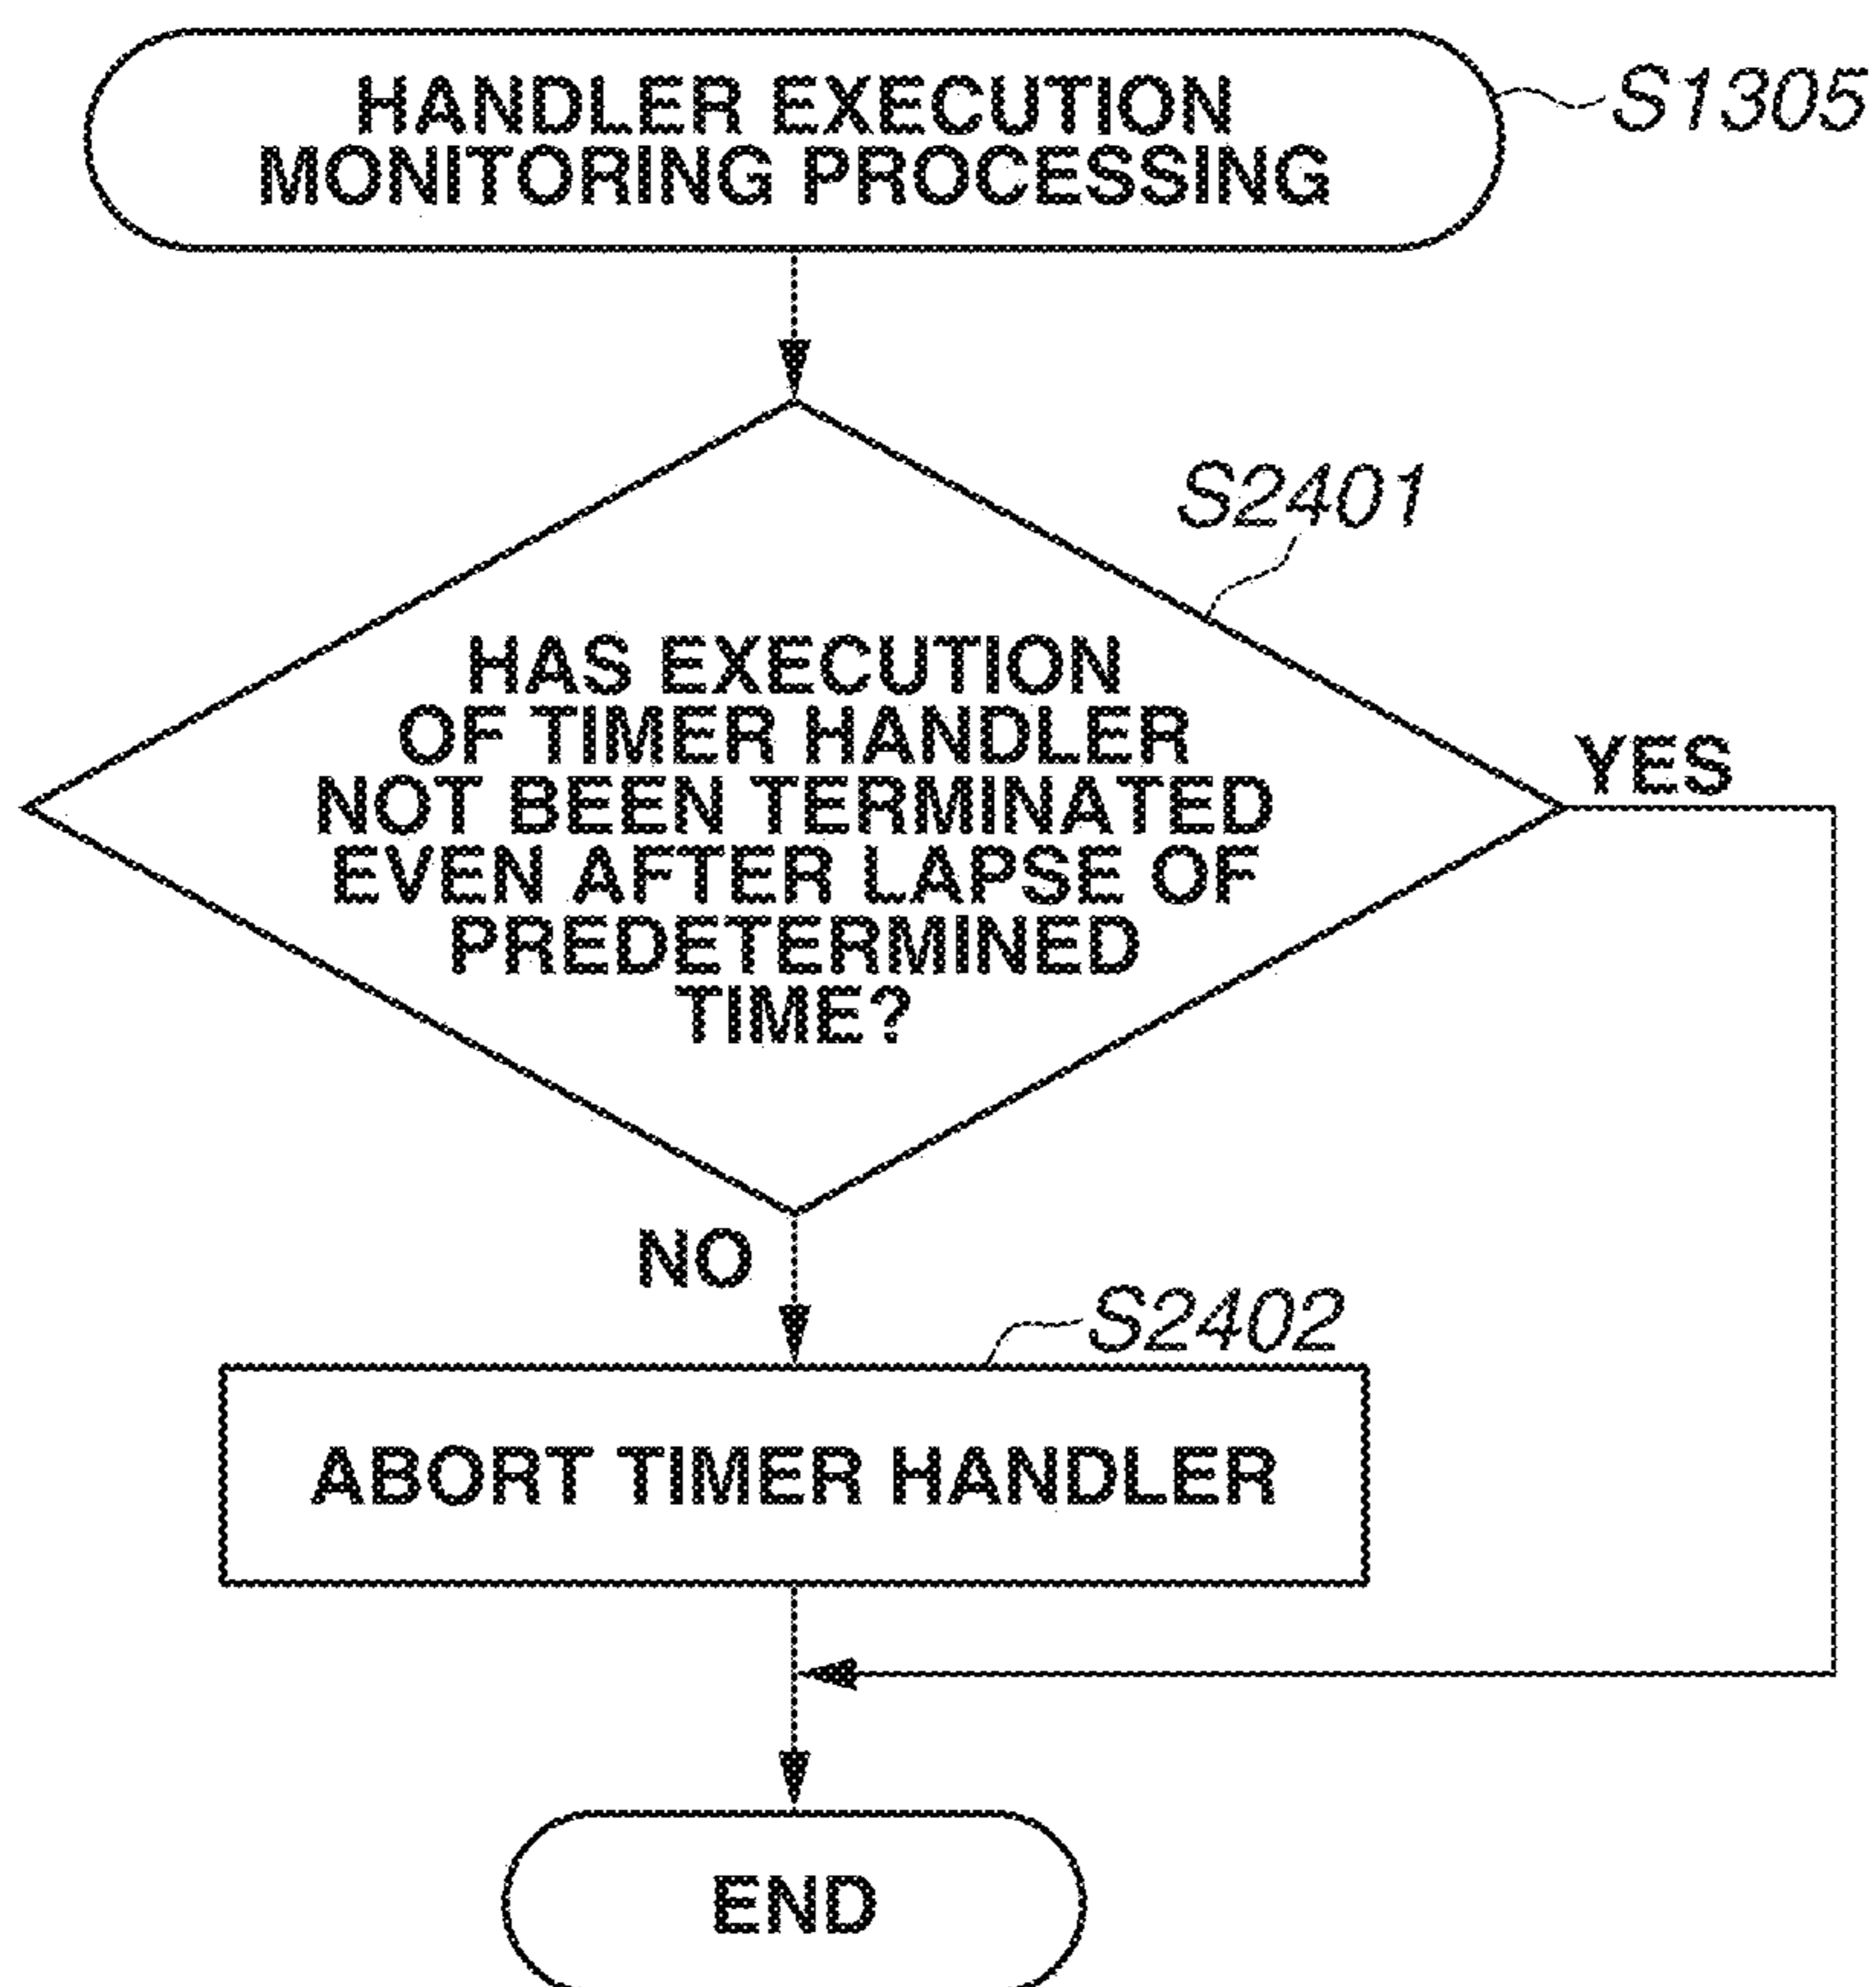 HANDLER EXECUTION
MONITORING PROCESSING
S1305
S2401
HAS EXECUTION
OF TIMER HANDLER
NOT BEEN TERMINATED
EVEN AFTER LAPSE OF
PREDETERMINED
TIME?
YES
NO
S2402
ABORT TIMER HANDLER
END